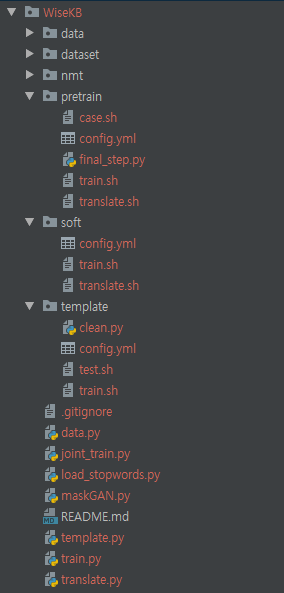 WiseKB
data
dataset
nmt
pretrain
case.sh
config.yml
final_step.py
train.sh
translate.sh
soft
config.yml
train.sh
translate.sh
template
clean.py
config.yml
test.sh
train.sh
.gitignore
data.py
joint_train.py
load_stopwords.py
maskGAN.py
README.md
template.py
train.py
translate.py